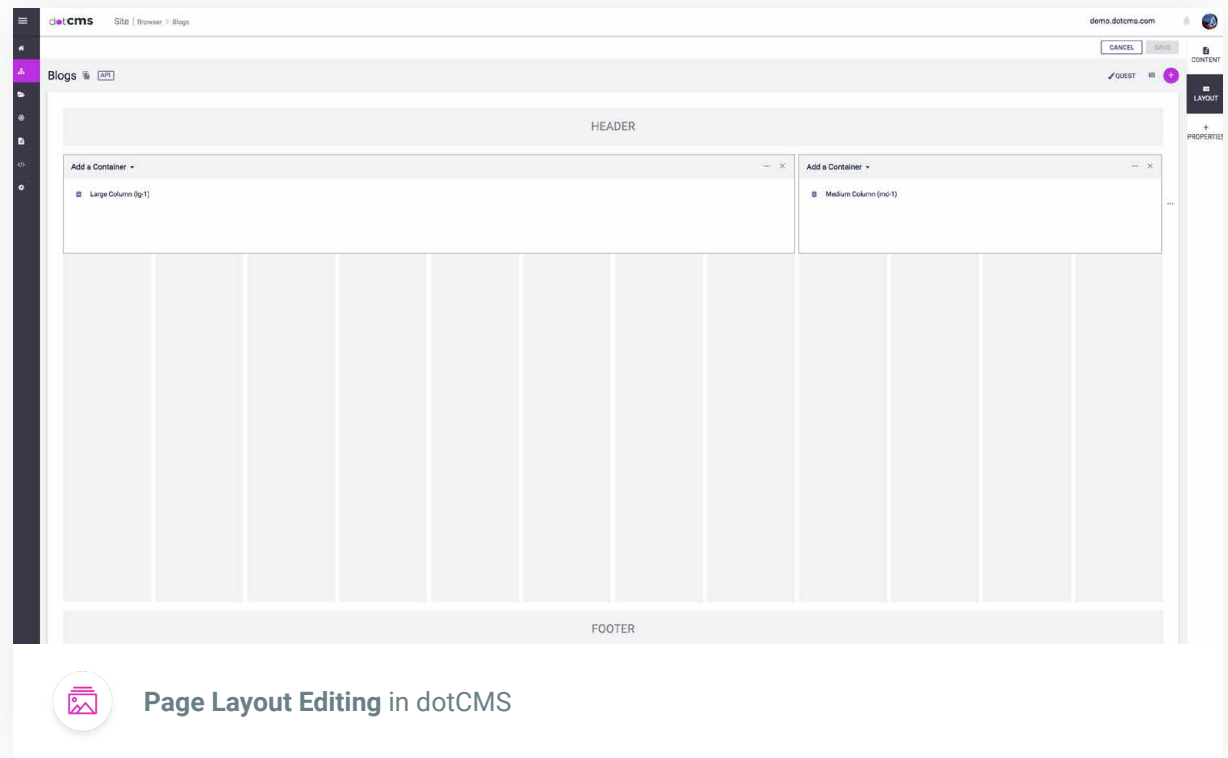 dotcms Site | Browser > Blogs demo.dotcms.com
CANCEL SAVE
CONTENT
Blogs API QUEST
LAYOUT
PROPERTIES
HEADER
Add a Container Add a Container
Large Column (lg-1) Medium Column (md-1)
FOOTER
Page Layout Editing in dotCMS